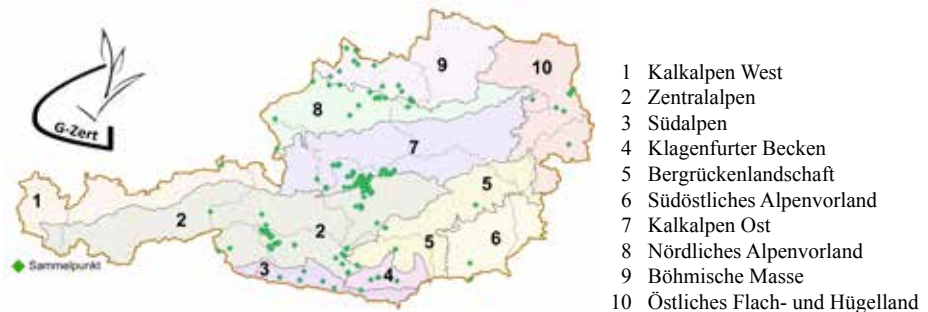 G-Zert
9
10
8
7
1
5
2
2
6
5
3
4
Sammelpunkt
1 Kalkalpen West
2 Zentralalpen
3 Südalpen
4 Klagenfurter Becken
5 Bergrückenlandschaft
6 Südöstliches Alpenvorland
7 Kalkalpen Ost
8 Nördliches Alpenvorland
9 Böhmische Masse
10 Östliches Flach- und Hügelland